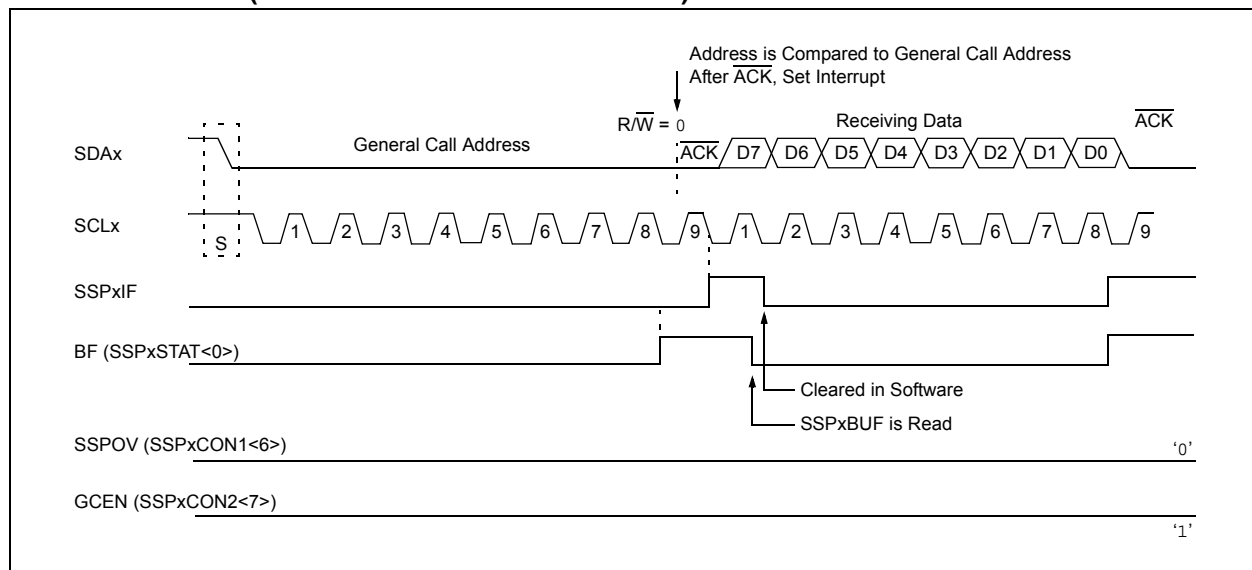 Address is Compared to General Call Address
After ACK, Set Interrupt
R/W = 0
Receiving Data
ACK
SDAx
General Call Address
ACK
D7 D6 D5 D4 D3 D2 D1 D0
SCLx
S
1 2 3 4 5 6 7 8 9 1 2 3 4 5 6 7 8 9
SSPxIF
BF (SSPxSTAT<0>)
Cleared in Software
SSPxBUF is Read
SSPOV (SSPxCON1<6>)
‘0’
GCEN (SSPxCON2<7>)
‘1’